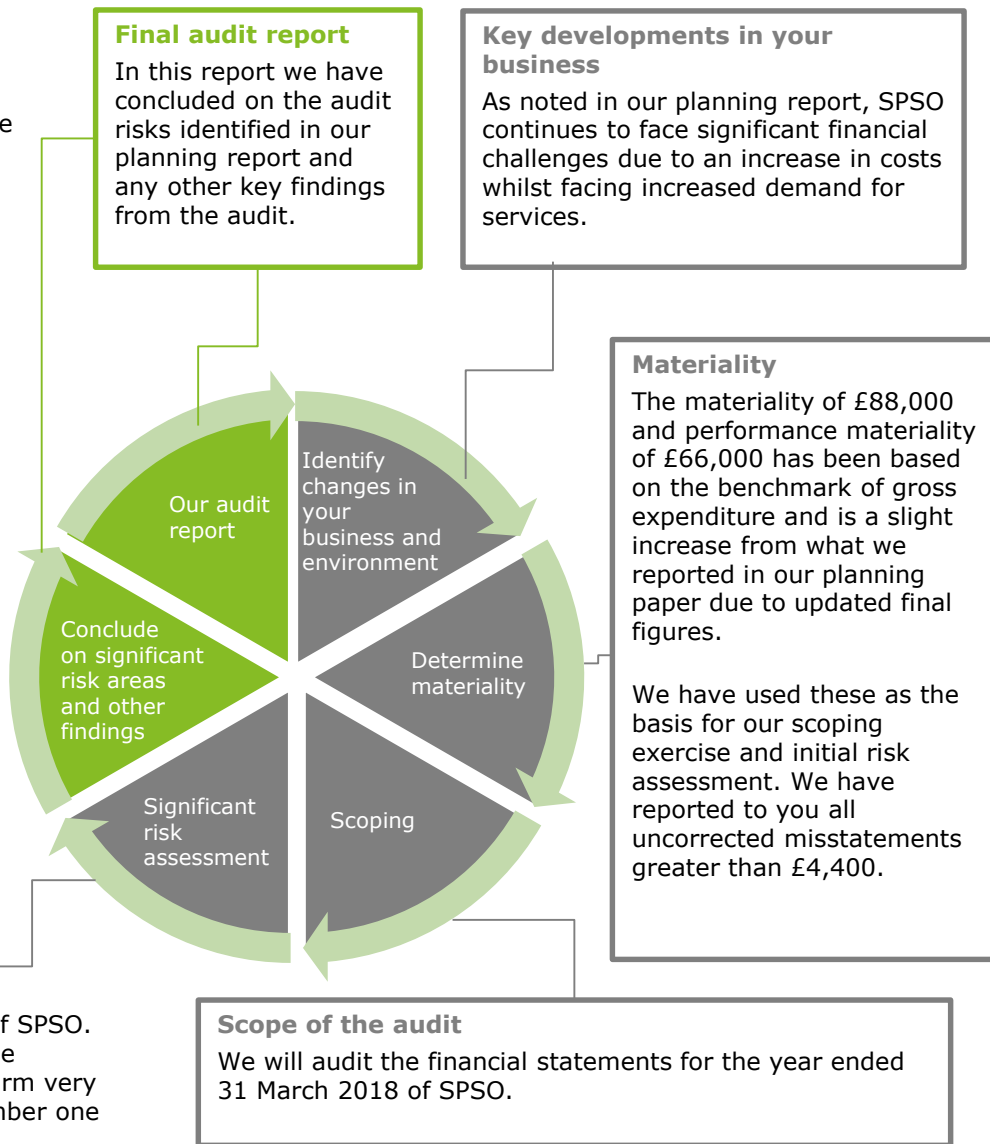 Final audit report
In this report we have
concluded on the audit
risks identified in our
planning report and
any other key findings
from the audit.
Key developments in your
business
As noted in our planning report, SPSO
continues to face significant financial
challenges due to an increase in costs
whilst facing increased demand for
services.
Materiality
The materiality of £88,000
and performance materiality
of £66,000 has been based
on the benchmark of gross
expenditure and is a slight
increase from what we
reported in our planning
paper due to updated final
figures.
We have used these as the
basis for our scoping
exercise and initial risk
assessment. We have
reported to you all
uncorrected misstatements
greater than £4,400.
Identify
changes in
your
business and
environment
Determine
materiality
Scoping
Significant
risk
assessment
Conclude
on significant
risk areas
and other
findings
Our audit
report
Scope of the audit
We will audit the financial statements for the year ended
31 March 2018 of SPSO.
SPSO.
very
one